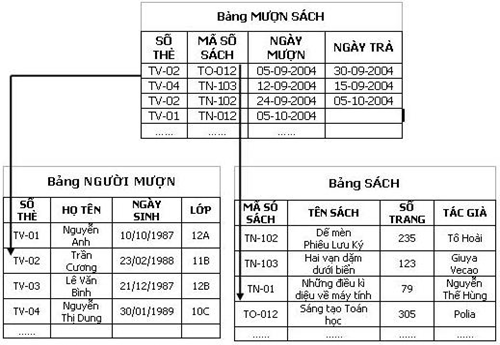 Bảng MƯỢN SÁCH
SỐ THẺ MÃ SỐ SÁCH NGÀY MƯỢN NGÀY TRẢ
TV-02 TO-012 05-09-2004 30-09-2004
TV-04 TN-103 12-09-2004 15-09-2004
TV-02 TN-102 24-09-2004 05-10-2004
TV-01 TN-012 05-10-2004
...... ......
Bảng NGƯỜI MƯỢN
SỐ THẺ HỌ TÊN NGÀY SINH LỚP
TV-01 Nguyễn Anh 10/10/1987 12A
TV-02 Trần Cương 23/02/1988 11B
TV-03 Lê Văn Bình 21/12/1987 12B
TV-04 Nguyễn Thị Dung 30/01/1989 10C
...... ......
Bảng SÁCH
MÃ SỐ SÁCH TÊN SÁCH SỐ TRANG TÁC GIẢ
TN-102 Dế mèn Phiêu Lưu Ký 235 Tô Hoài
TN-103 Hai vạn dặm dưới biển 123 Giuya Vecao
TN-01 Những điều kì diệu về máy tính 79 Nguyễn Thế Hùng
TO-012 Sáng tạo Toán học 305 Polia
...... ......